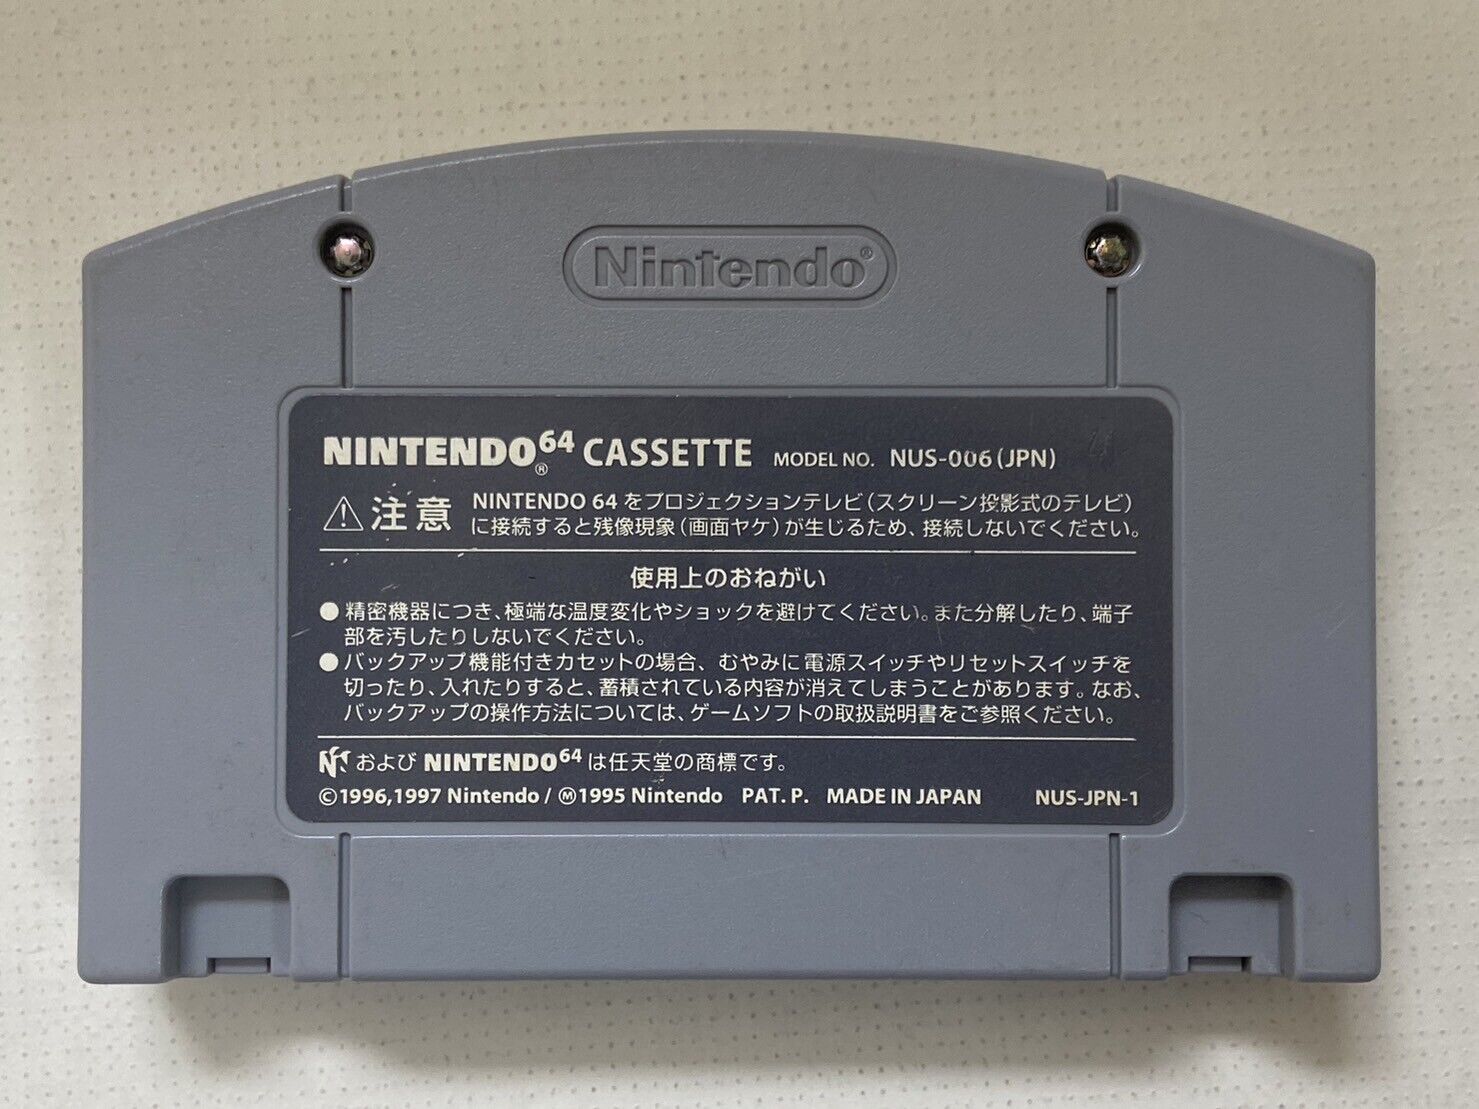 Nintendo®
NINTENDO64® CASSETTE MODEL NO. NUS-006(JPN)
注意 NINTENDO 64 をプロジェクションテレビ(スクリーン投影式のテレビ)
に接続すると残像現象(画面ヤケ)が生じるため、接続しないでください。
使用上のおねがい
●精密機器につき、極端な温度変化やショックを避けてください。また分解したり、端子
部を汚したりしないでください。
●バックアップ機能付きカセットの場合、むやみに電源スイッチやリセットスイッチを
切ったり、入れたりすると、蓄積されている内容が消えてしまうことがあります。なお、
バックアップの操作方法については、ゲームソフトの取扱説明書をご参照ください。
および NINTENDO64 は任天堂の商標です。
©1996,1997 Nintendo / Ⓜ1995 Nintendo PAT. P. MADE IN JAPAN NUS-JPN-1